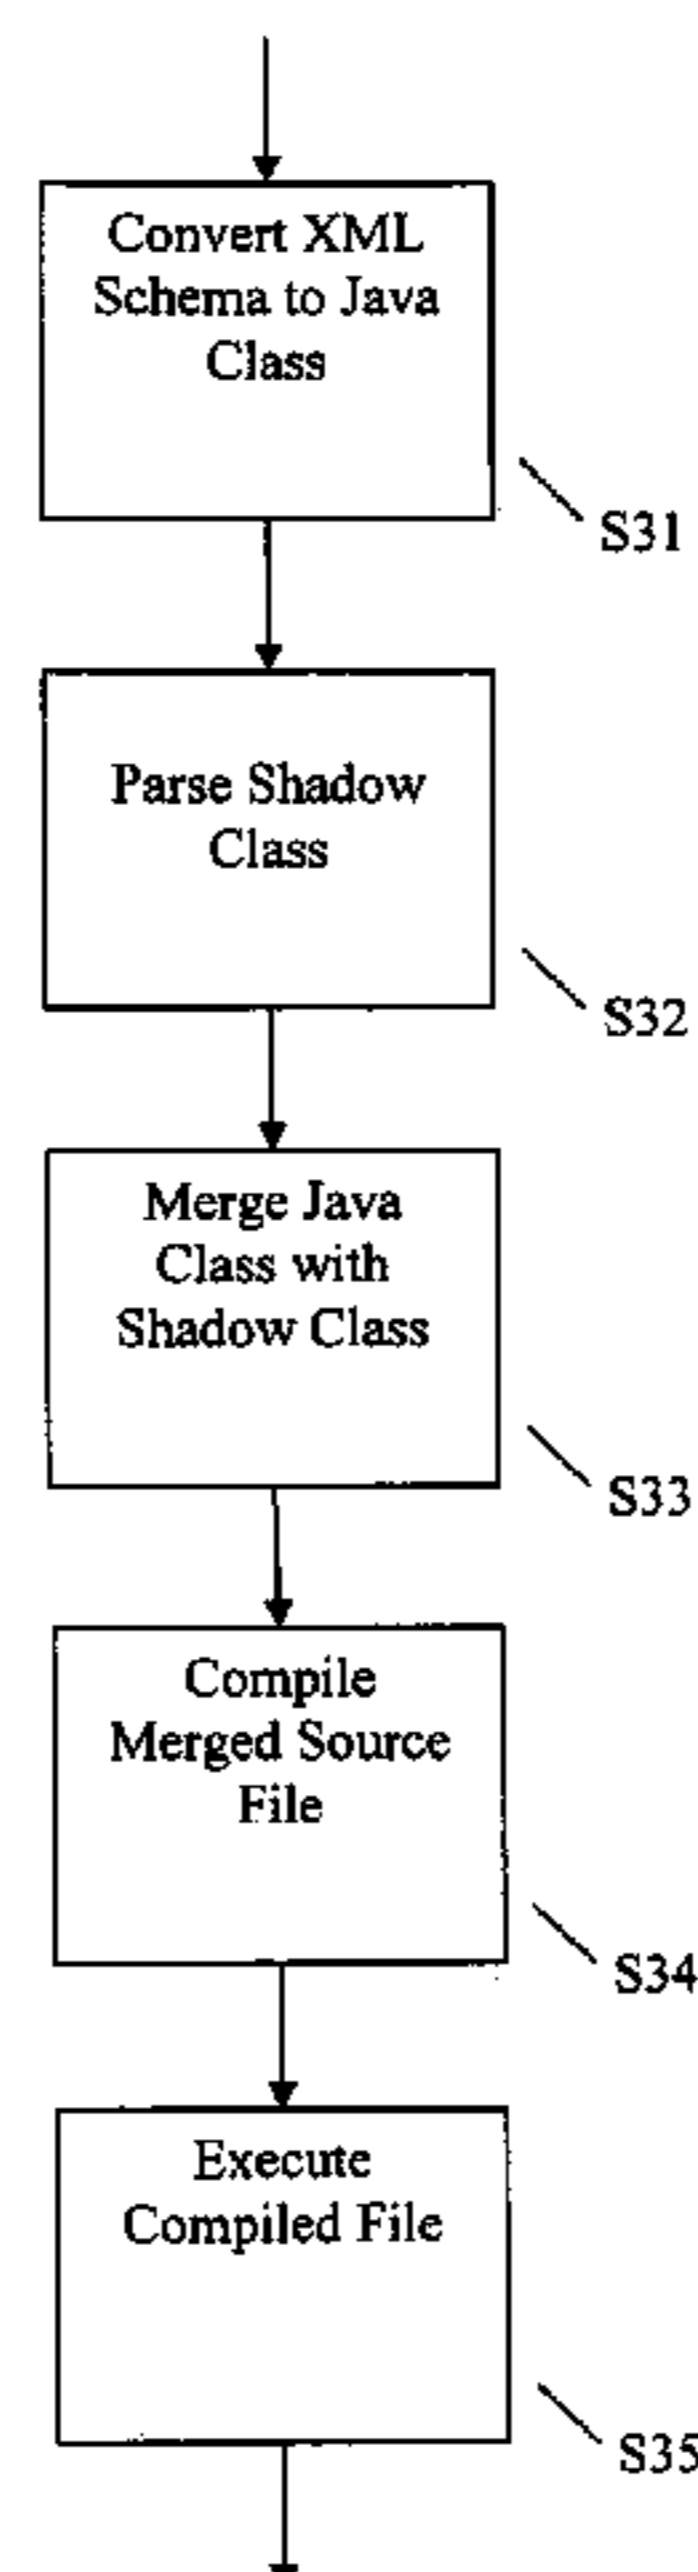 Convert XML
Schema to Java
Class
S31
Parse Shadow
Class
S32
Merge Java
Class with
Shadow Class
S33
Compile
Merged Source
File
S34
Execute
Compiled File
S35